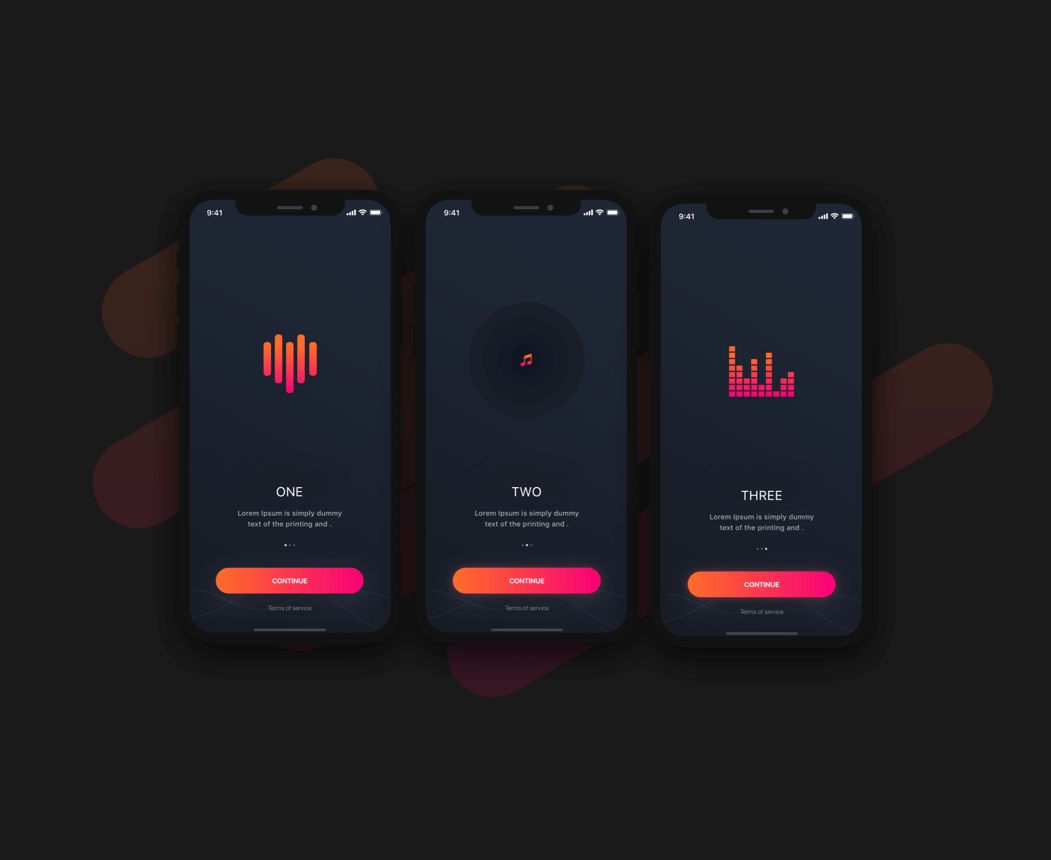 9:41
ONE
Lorem Ipsum is simply dummy
text of the printing and .
CONTINUE
Terms of service
9:41
TWO
Lorem Ipsum is simply dummy
text of the printing and .
CONTINUE
Terms of service
9:41
THREE
Lorem Ipsum is simply dummy
text of the printing and .
CONTINUE
Terms of service